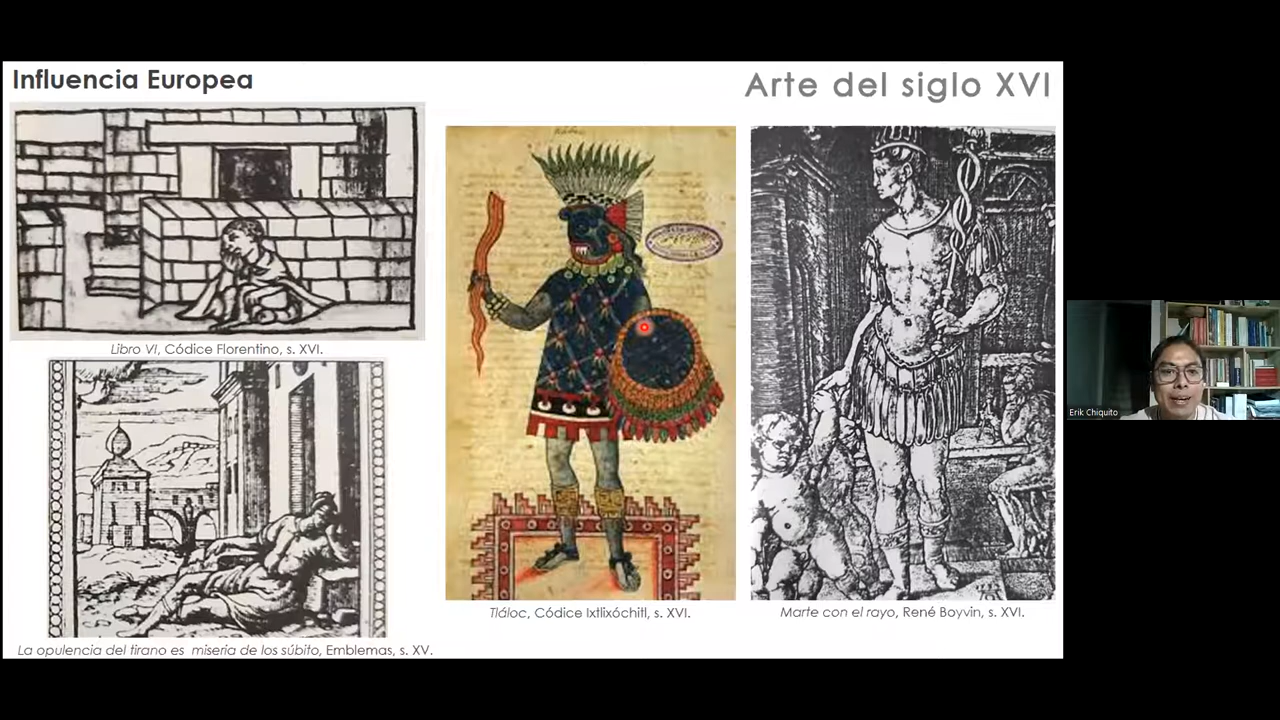 Influencia Europea
Arte del siglo XVI
Libro VI, Códice Florentino, s. XVI.
La opulencia del tirano es miseria de los súbito, Emblemas, s. XV.
Tláloc, Códice Ixtlixóchitl, s. XVI.
Marte con el rayo, René Boyvin, s. XVI.
Erik Chiquito